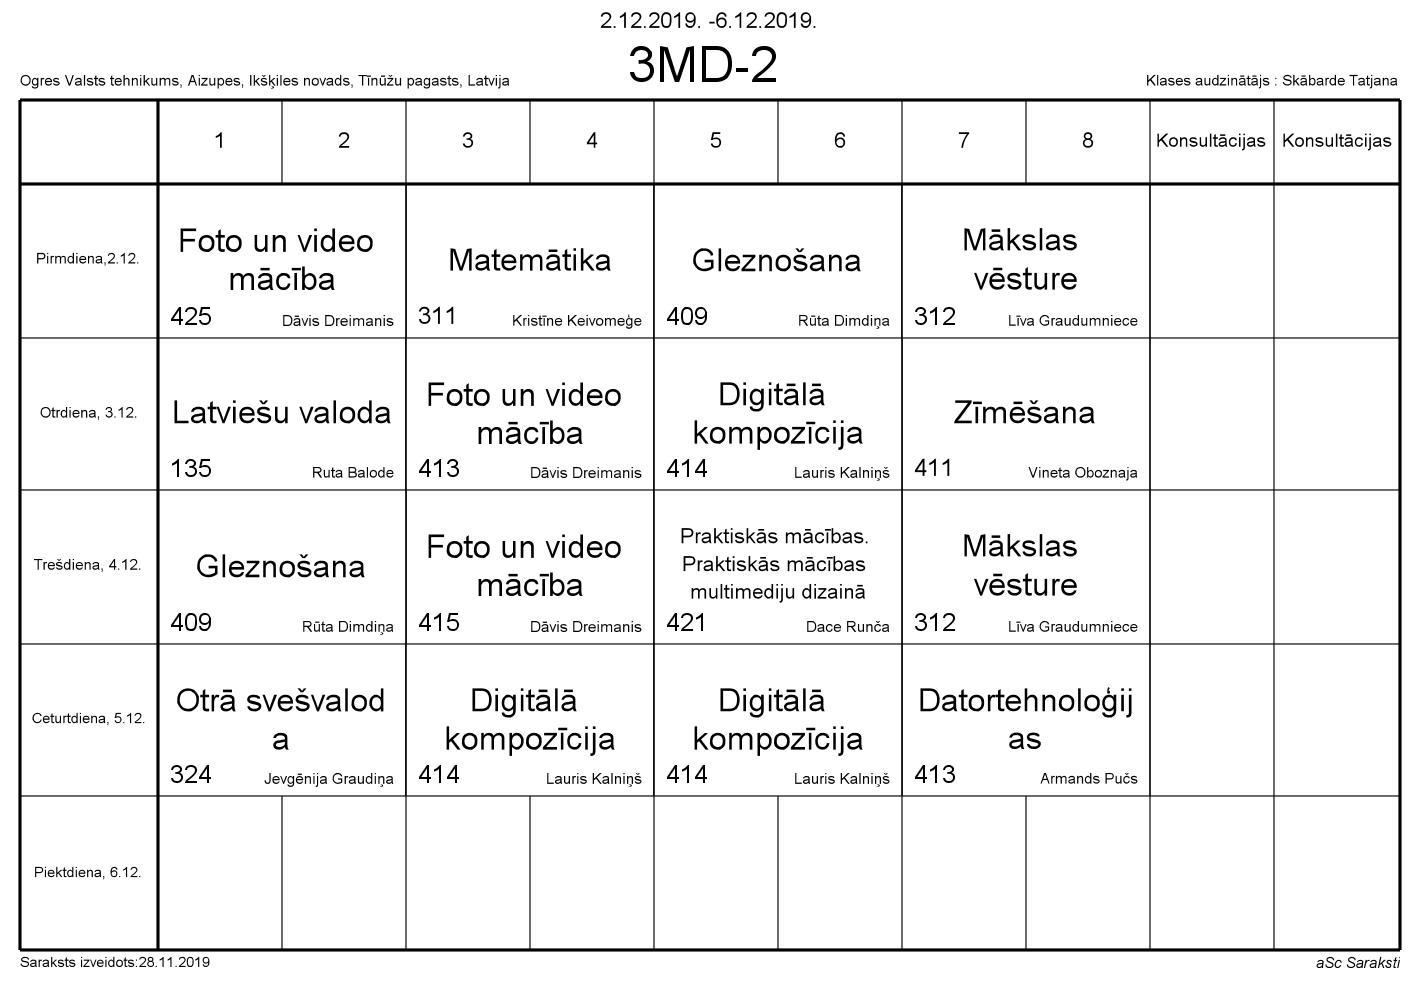 2.12.2019. -6.12.2019.
3MD-2
Ogres Valsts tehnikums, Aizupes, Ikšķiles novads, Tīnūžu pagasts, Latvija
Klases audzinātājs : Skābarde Tatjana
1 2 3 4 5 6 7 8 Konsultācijas Konsultācijas
Pirmdiena,2.12.
Foto un video
mācība
425 Dāvis Dreimanis
Matemātika
311 Kristīne Keivomeģe
Gleznošana
409 Rūta Dimdiņa
Mākslas
vēsture
312 Līva Graudumniece
Otrdiena, 3.12.
Latviešu valoda
135 Ruta Balode
Foto un video
mācība
413 Dāvis Dreimanis
Digitālā
kompozīcija
414 Lauris Kalniņš
Zīmēšana
411 Vineta Oboznaja
Trešdiena, 4.12.
Gleznošana
409 Rūta Dimdiņa
Foto un video
mācība
415 Dāvis Dreimanis
Praktiskās mācības.
Praktiskās mācības
multimediju dizainā
421 Dace Runča
Mākslas
vēsture
312 Līva Graudumniece
Ceturtdiena, 5.12.
Otrā svešvalod
a
324 Jevgēnija Graudiņa
Digitālā
kompozīcija
414 Lauris Kalniņš
Digitālā
kompozīcija
414 Lauris Kalniņš
Datortehnoloģij
as
413 Armands Pučs
Piektdiena, 6.12.
Saraksts izveidots:28.11.2019
aSc Saraksti